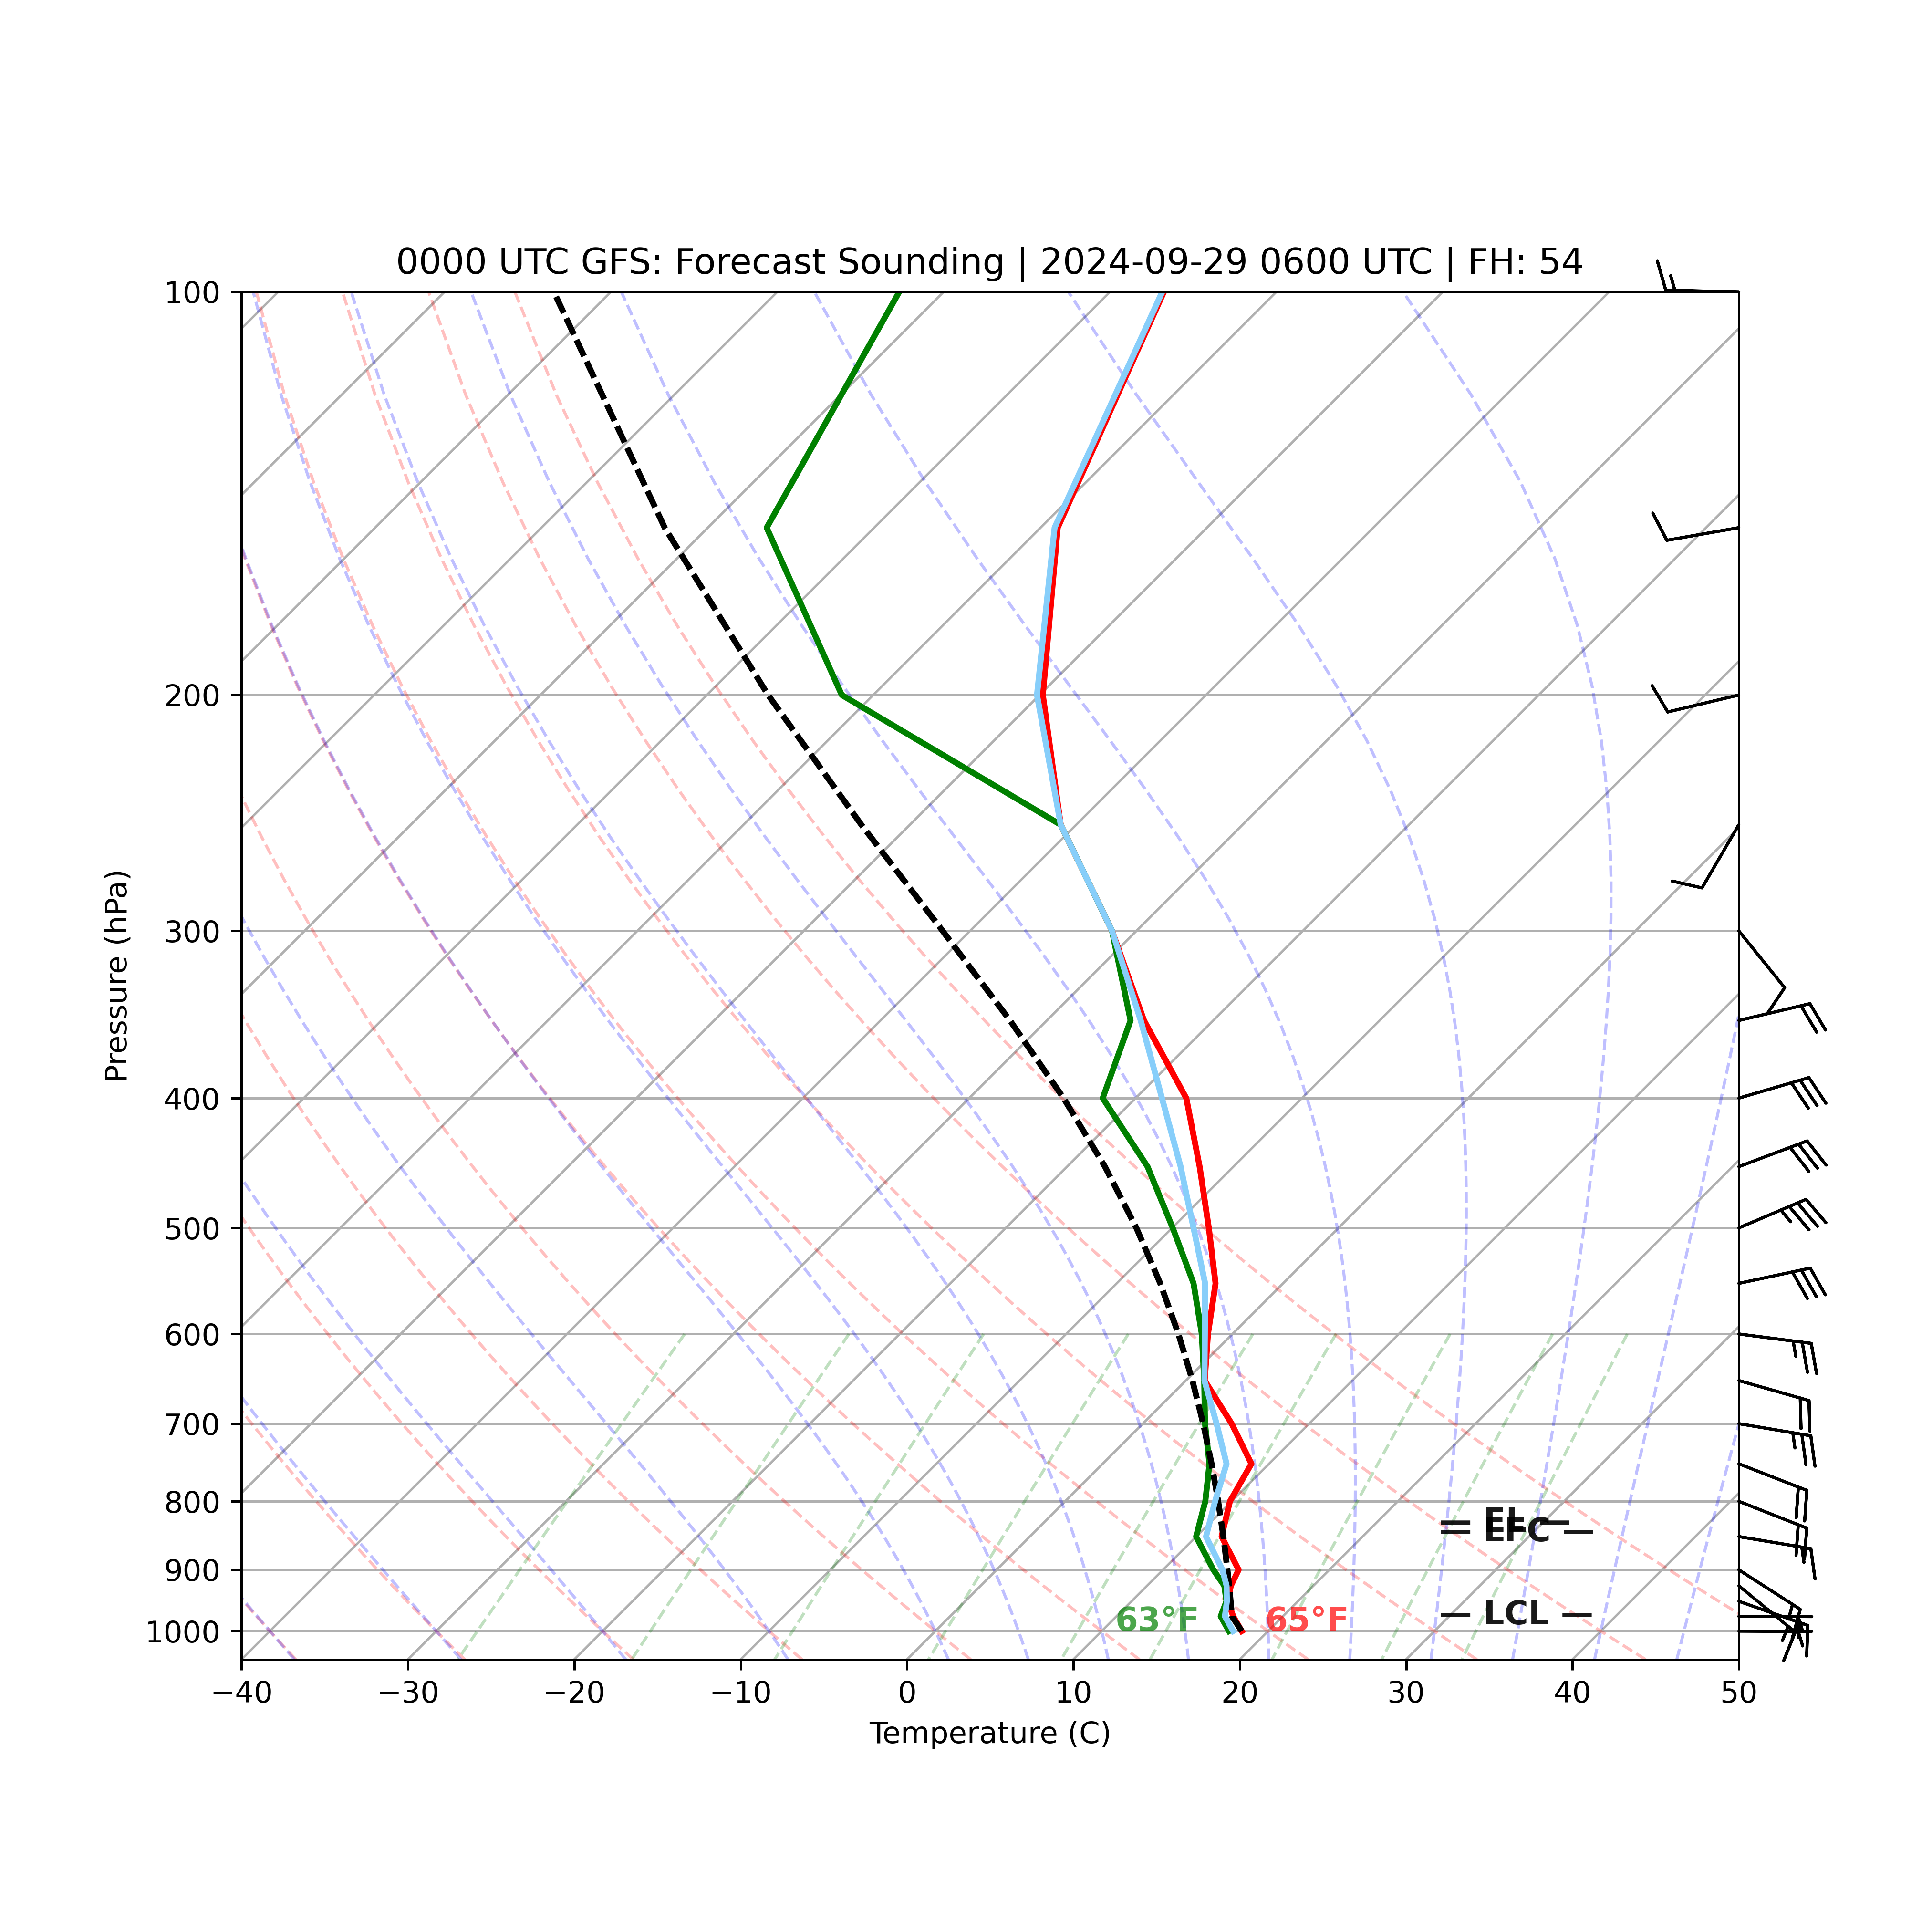 0000 UTC GFS: Forecast Sounding | 2024-09-29 0600 UTC | FH: 54
100
200
300
400
500
600
700
800
900
1000
Pressure (hPa)
— EL —
— LFC —
— LCL —
63°F 65°F
−40 −30 −20 −10 0 10 20 30 40 50
Temperature (C)